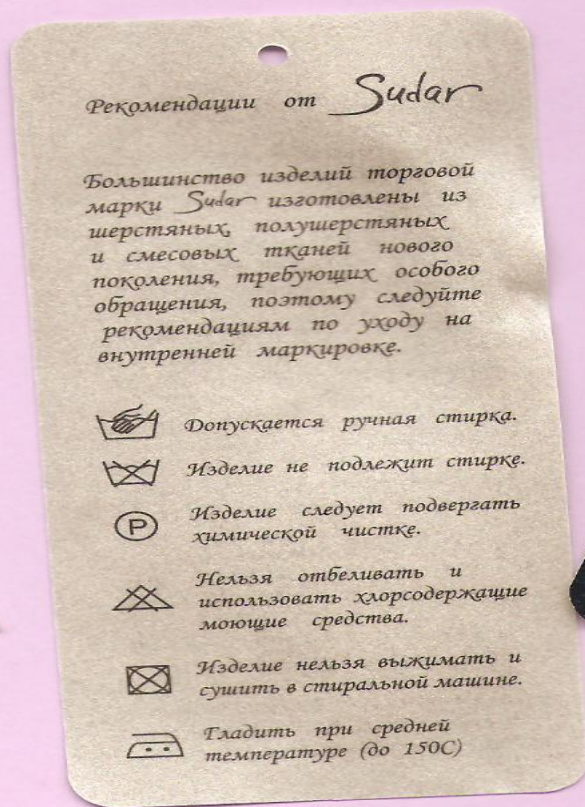 Рекомендации от Sudar
Большинство изделий торговой
марки Sudar изготовлены из
шерстяных, полушерстяных
и смесовых тканей нового
поколения, требующих особого
обращения, поэтому следуйте
рекомендациям по уходу на
внутренней маркировке.
Допускается ручная стирка.
Изделие не подлежит стирке.
P
Изделие следует подвергать
химической чистке.
Нельзя отбеливать и
использовать хлорсодержащие
моющие средства.
Изделие нельзя выжимать и
сушить в стиральной машине.
Гладить при средней
температуре (до 150С)